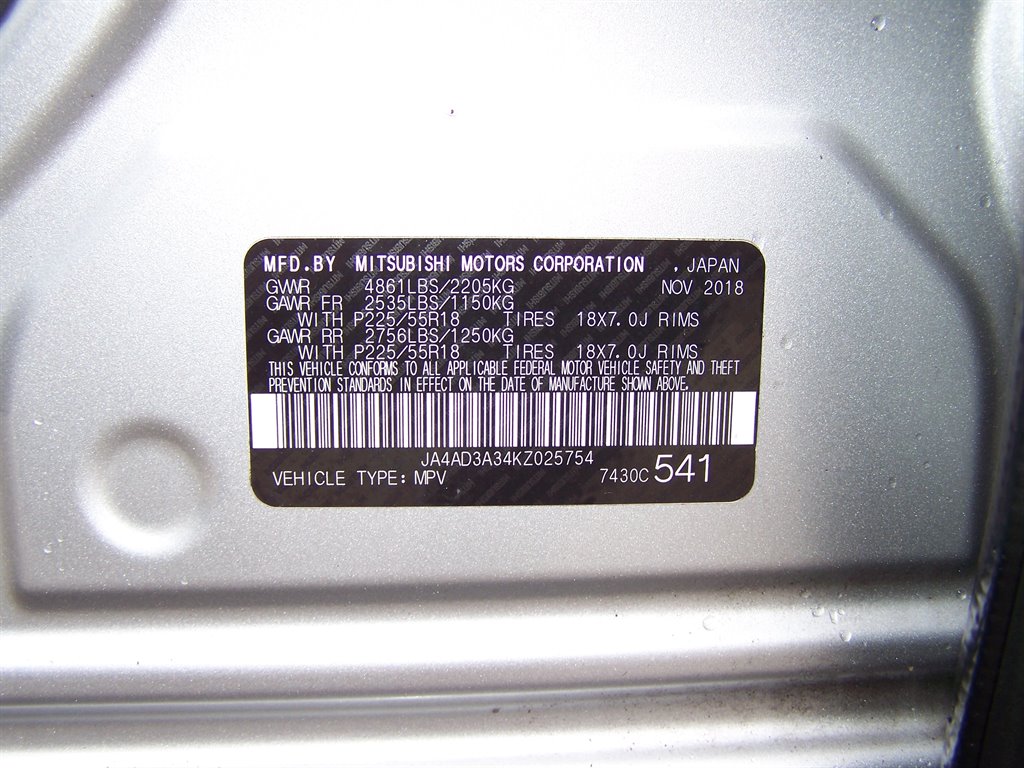 MFD.BY MITSUBISHI MOTORS CORPORATION , JAPAN
GVWR 4861LBS/2205KG NOV 2018
GAWR FR 2535LBS/1150KG
WITH P225/55R18 TIRES 18X7.0J RIMS
GAWR RR 2756LBS/1250KG
WITH P225/55R18 TIRES 18X7.0J RIMS
THIS VEHICLE CONFORMS TO ALL APPLICABLE FEDERAL MOTOR VEHICLE SAFETY AND THEFT
PREVENTION STANDARDS IN EFFECT ON THE DATE OF MANUFACTURE SHOWN ABOVE.
JA4AD3A34KZ025754
VEHICLE TYPE: MPV 7430C 541